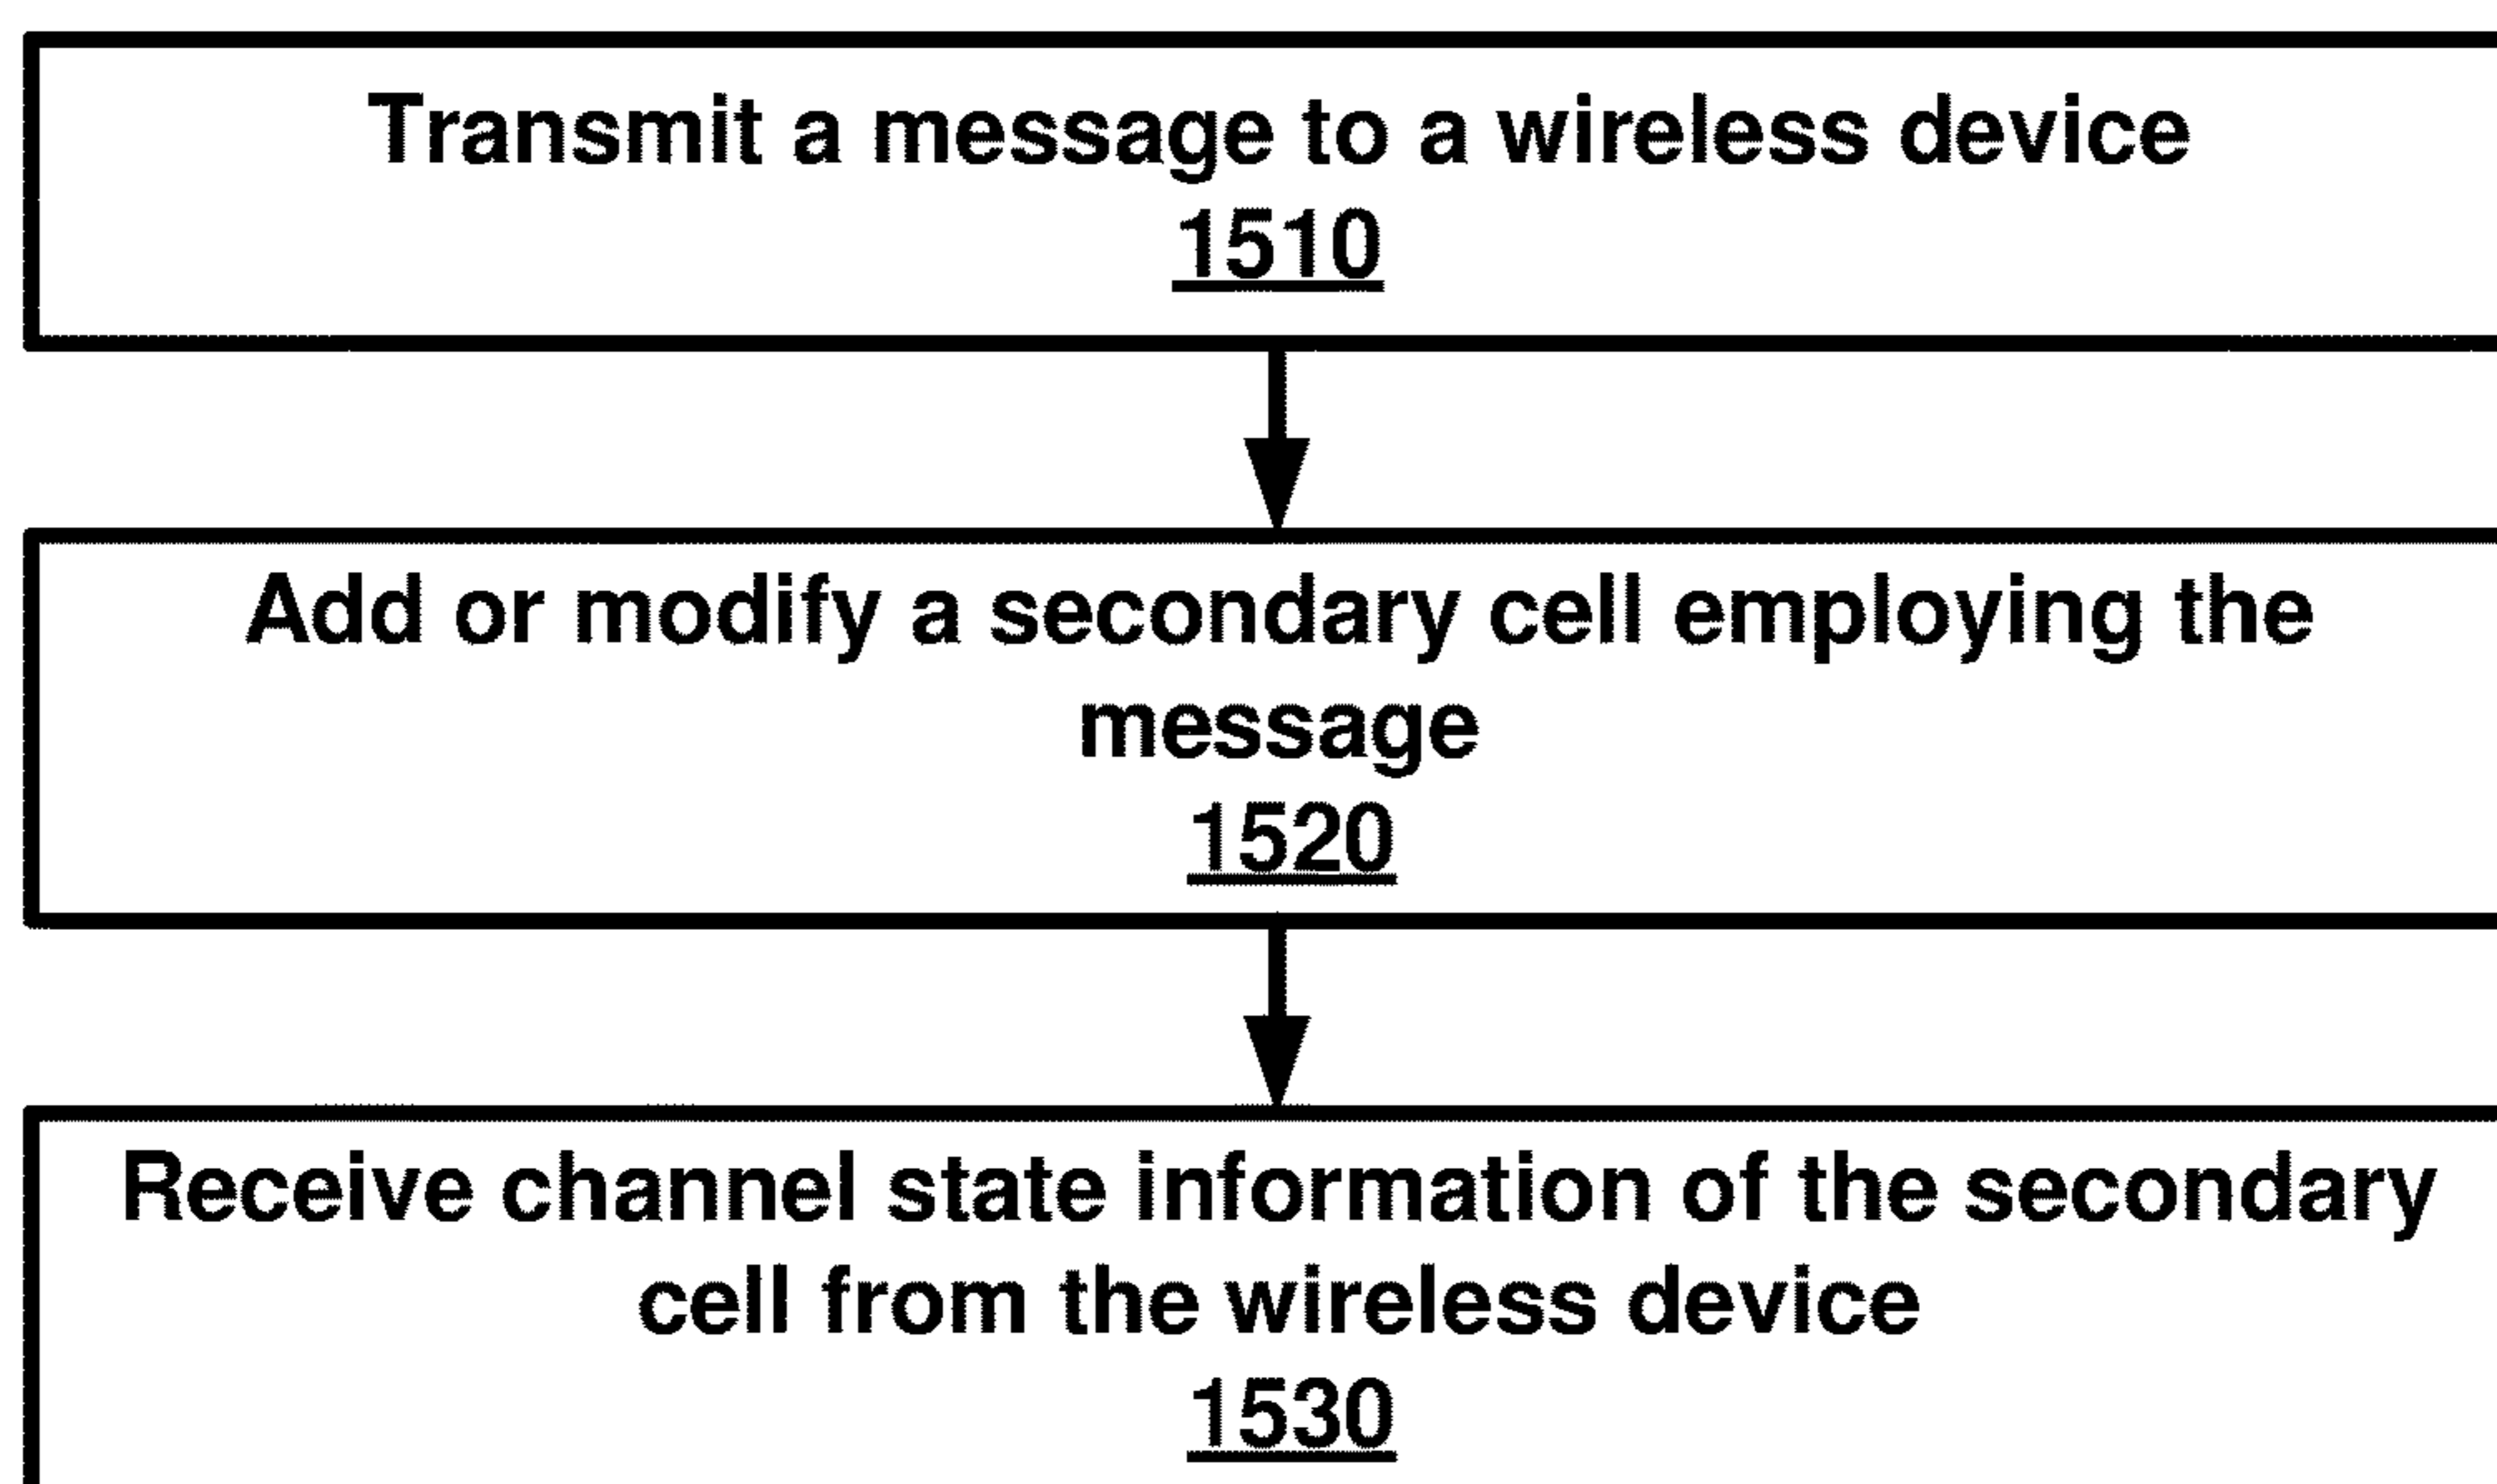 Transmit a message to a wireless device
1510
Add or modify a secondary cell employing the
message
1520
Receive channel state information of the secondary
cell from the wireless device
1530